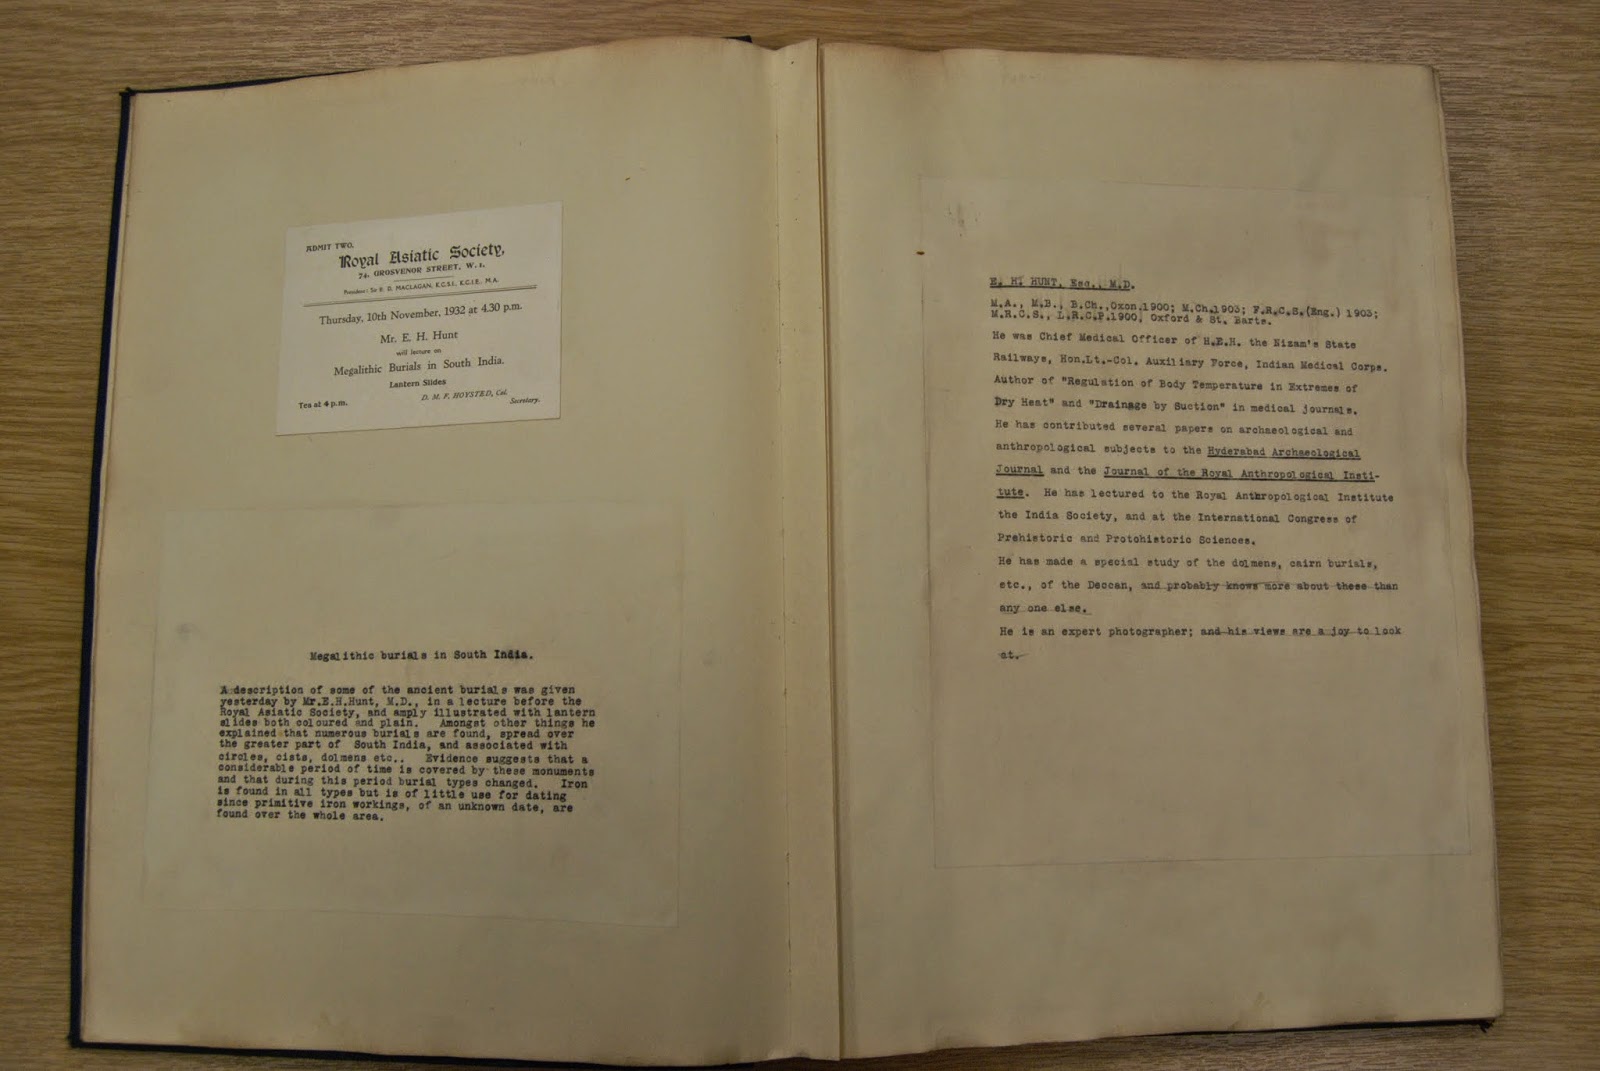 ADMIT TWO.
Royal Asiatic Society,
74, GROSVENOR STREET, W. 1.
President: Sir E. D. MACLAGAN, K.C.S.I., K.C.I.E., M.A.
Thursday, 10th November, 1932 at 4.30 p.m.
Mr. E. H. Hunt
will lecture on
Megalithic Burials in South India.
Lantern Slides
Tea at 4 p.m.
D. M. F. HOYSTED, Col.
Secretary.
Megalithic burials in South India.
A description of some of the ancient burials was given
yesterday by Mr.E.H.Hunt, M.D., in a lecture before the
Royal Asiatic Society, and amply illustrated with lantern
slides both coloured and plain. Amongst other things he
explained that numerous burials are found, spread over
the greater part of South India, and associated with
circles, cists, dolmens etc.. Evidence suggests that a
considerable period of time is covered by these monuments
and that during this period burial types changed. Iron
is found in all types but is of little use for dating
since primitive iron workings, of an unknown date, are
found over the whole area.
E. H. HUNT, Esq., M.D.
M.A., M.B., B.Ch.,Oxon.1900; M.Ch.1903; F.R.C.S.(Eng.) 1903;
M.R.C.S., L.R.C.P.1900, Oxford & St. Barts.
He was Chief Medical Officer of H.E.H. the Nizam's State
Railways, Hon.Lt.-Col. Auxiliary Force, Indian Medical Corps.
Author of "Regulation of Body Temperature in Extremes of
Dry Heat" and "Drainage by Suction" in medical journals.
He has contributed several papers on archaeological and
anthropological subjects to the Hyderabad Archaeological
Journal and the Journal of the Royal Anthropological Insti-
tute. He has lectured to the Royal Anthropological Institute
the India Society, and at the International Congress of
Prehistoric and Protohistoric Sciences.
He has made a special study of the dolmens, cairn burials,
etc., of the Deccan, and probably knows more about these than
any one else.
He is an expert photographer; and his views are a joy to look
at.